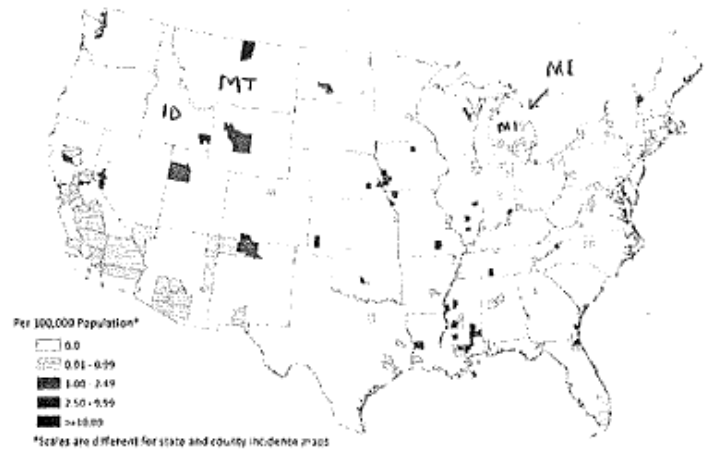 MI
MT
ID
MI
Per 100,000 Population*
0.0
0.01 - 0.99
1.00 - 2.49
2.50 - 9.99
>=10.00
*Scales are different for state and county incidence maps